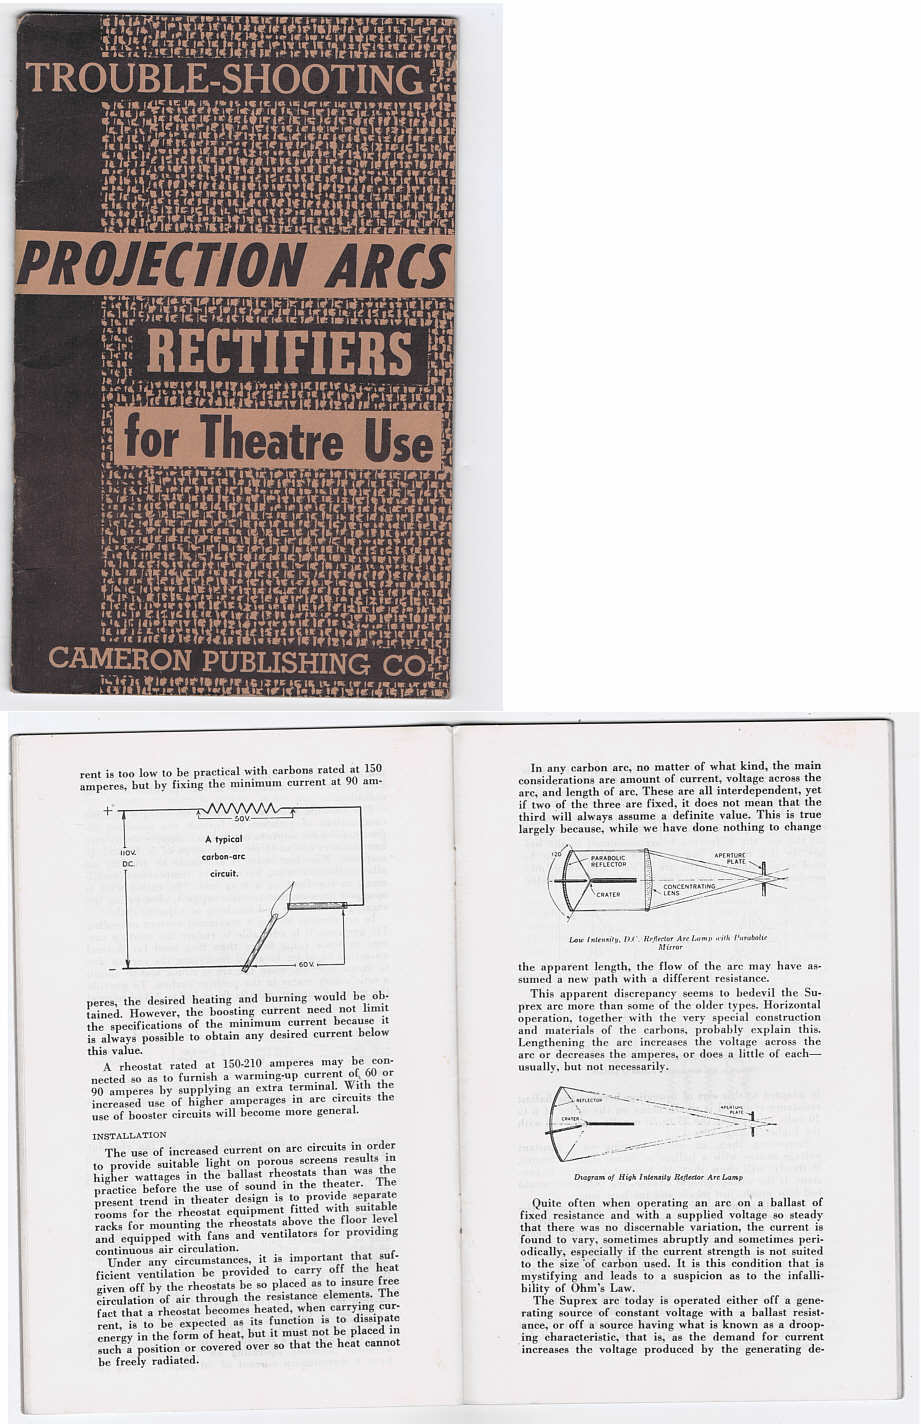 TROUBLE-SHOOTING
PROJECTION ARCS
RECTIFIERS
for Theatre Use
CAMERON PUBLISHING CO
rent is too low to be practical with carbons rated at 150
amperes, but by fixing the minimum current at 90 am-
+
50V.
A typical
carbon-arc
circuit.
110V.
D.C.
-
60V.
peres, the desired heating and burning would be ob-
tained. However, the boosting current need not limit
the specifications of the minimum current because it
is always possible to obtain any desired current below
this value.
A rheostat rated at 150-210 amperes may be con-
nected so as to furnish a warming-up current of 60 or
90 amperes by supplying an extra terminal. With the
increased use of higher amperages in arc circuits the
use of booster circuits will become more general.
INSTALLATION
The use of increased current on arc circuits in order
to provide suitable light on porous screens results in
higher wattages in the ballast rheostats than was the
practice before the use of sound in the theater. The
present trend in theater design is to provide separate
rooms for the rheostat equipment fitted with suitable
racks for mounting the rheostats above the floor level
and equipped with fans and ventilators for providing
continuous air circulation.
Under any circumstances, it is important that suf-
ficient ventilation be provided to carry off the heat
given off by the rheostats be so placed as to insure free
circulation of air through the resistance elements. The
fact that a rheostat becomes heated, when carrying cur-
rent, is to be expected as its function is to dissipate
energy in the form of heat, but it must not be placed in
such a position or covered over so that the heat cannot
be freely radiated.
In any carbon arc, no matter of what kind, the main
considerations are amount of current, voltage across the
arc, and length of arc. These are all interdependent, yet
if two of the three are fixed, it does not mean that the
third will always assume a definite value. This is true
largely because, while we have done nothing to change
120
PARABOLIC
REFLECTOR
CRATER
CONCENTRATING
LENS
APERTURE
PLATE
Low Intensity, D.C. Reflector Arc Lamp with Parabolic
Mirror
the apparent length, the flow of the arc may have as-
sumed a new path with a different resistance.
This apparent discrepancy seems to bedevil the Su-
prex arc more than some of the older types. Horizontal
operation, together with the very special construction
and materials of the carbons, probably explain this.
Lengthening the arc increases the voltage across the
arc or decreases the amperes, or does a little of each—
usually, but not necessarily.
REFLECTOR
CRATER
APERTURE
PLATE
Diagram of High Intensity Reflector Arc Lamp
Quite often when operating an arc on a ballast of
fixed resistance and with a supplied voltage so steady
that there was no discernable variation, the current is
found to vary, sometimes abruptly and sometimes peri-
odically, especially if the current strength is not suited
to the size of carbon used. It is this condition that is
mystifying and leads to a suspicion as to the infalli-
bility of Ohm's Law.
The Suprex arc today is operated either off a gene-
rating source of constant voltage with a ballast resist-
ance, or off a source having what is known as a droop-
ing characteristic, that is, as the demand for current
increases the voltage produced by the generating de-